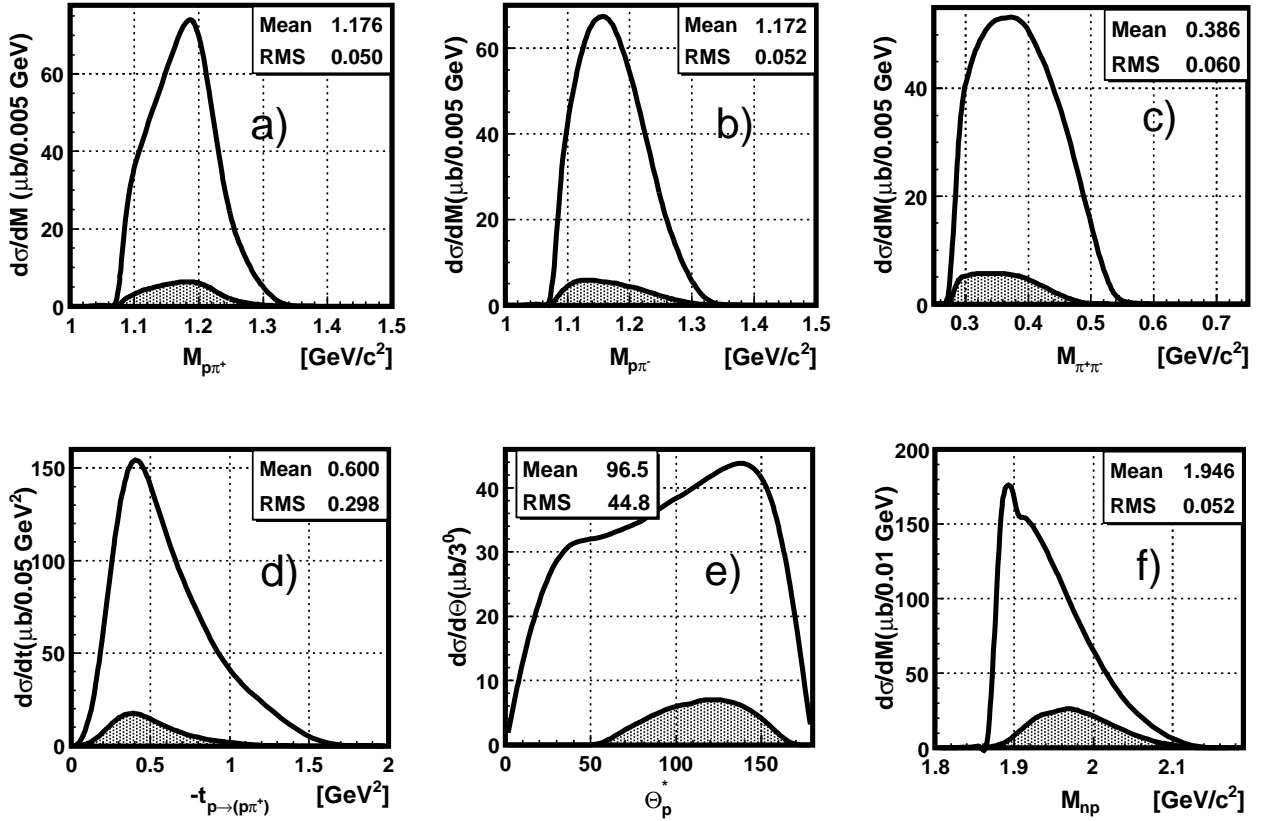 Mean 1.176
RMS 0.050
a)
dσ/dM (μb/0.005 GeV)
60
40
20
0
1 1.1 1.2 1.3 1.4 1.5
M_pπ⁺ [GeV/c²]
Mean 1.172
RMS 0.052
b)
dσ/dM(μb/0.005 GeV)
60
40
20
0
1 1.1 1.2 1.3 1.4 1.5
M_pπ⁻ [GeV/c²]
Mean 0.386
RMS 0.060
c)
dσ/dM(μb/0.005 GeV)
40
20
0
0.3 0.4 0.5 0.6 0.7
M_π⁺π⁻ [GeV/c²]
Mean 0.600
RMS 0.298
d)
dσ/dt(μb/0.05 GeV²)
150
100
50
0
0 0.5 1 1.5 2
-t_p→(pπ⁺) [GeV²]
Mean 96.5
RMS 44.8
e)
dσ/dΘ(μb/3⁰)
40
30
20
10
0
0 50 100 150
Θ*_p
Mean 1.946
RMS 0.052
f)
dσ/dM(μb/0.01 GeV)
200
150
100
50
0
1.8 1.9 2 2.1
M_np [GeV/c²]